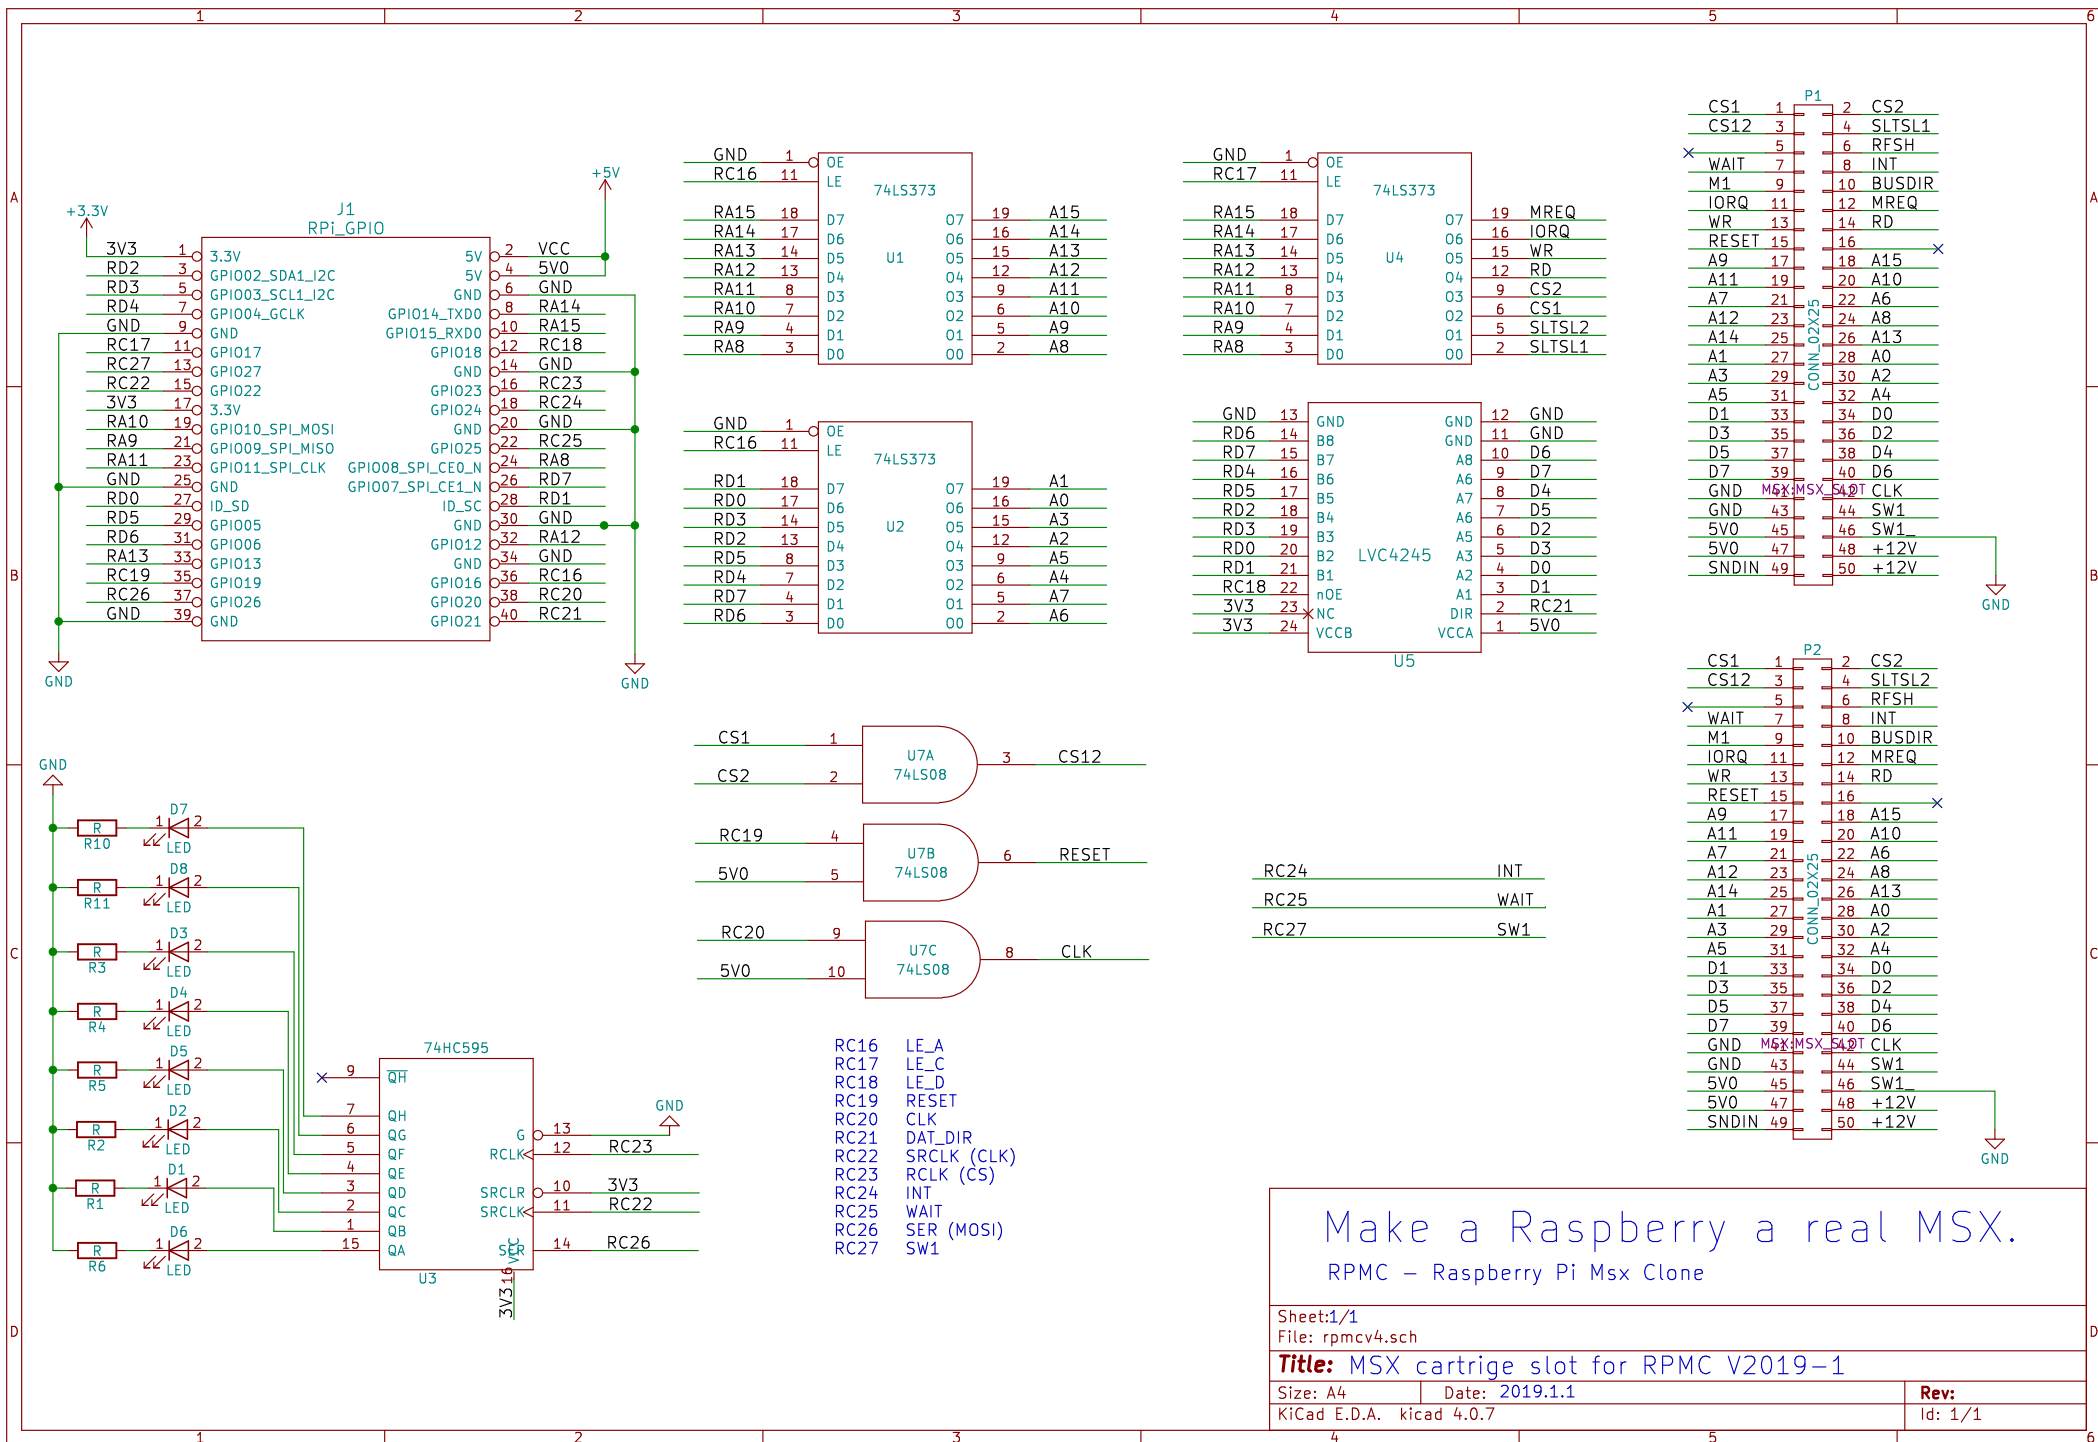 1 2 3 4 5 6
A
B
C
D
J1
RPi_GPIO
+3.3V
+5V
3V3 1 3.3V 5V 2 VCC
RD2 3 GPIO02_SDA1_I2C 5V 4 5V0
RD3 5 GPIO03_SCL1_I2C GND 6 GND
RD4 7 GPIO04_GCLK GPIO14_TXD0 8 RA14
GND 9 GND GPIO15_RXD0 10 RA15
RC17 11 GPIO17 GPIO18 12 RC18
RC27 13 GPIO27 GND 14 GND
RC22 15 GPIO22 GPIO23 16 RC23
3V3 17 3.3V GPIO24 18 RC24
RA10 19 GPIO10_SPI_MOSI GND 20 GND
RA9 21 GPIO09_SPI_MISO GPIO25 22 RC25
RA11 23 GPIO11_SPI_CLK GPIO08_SPI_CE0_N 24 RA8
GND 25 GND GPIO07_SPI_CE1_N 26 RD7
RD0 27 ID_SD ID_SC 28 RD1
RD5 29 GPIO05 GND 30 GND
RD6 31 GPIO06 GPIO12 32 RA12
RA13 33 GPIO13 GND 34 GND
RC19 35 GPIO19 GPIO16 36 RC16
RC26 37 GPIO26 GPIO20 38 RC20
GND 39 GND GPIO21 40 RC21
GND GND
GND 1 OE
RC16 11 LE
74LS373
RA15 18 D7 O7 19 A15
RA14 17 D6 O6 16 A14
RA13 14 D5 U1 O5 15 A13
RA12 13 D4 O4 12 A12
RA11 8 D3 O3 9 A11
RA10 7 D2 O2 6 A10
RA9 4 D1 O1 5 A9
RA8 3 D0 O0 2 A8
GND 1 OE
RC17 11 LE
74LS373
RA15 18 D7 O7 19 MREQ
RA14 17 D6 O6 16 IORQ
RA13 14 D5 U4 O5 15 WR
RA12 13 D4 O4 12 RD
RA11 8 D3 O3 9 CS2
RA10 7 D2 O2 6 CS1
RA9 4 D1 O1 5 SLTSL2
RA8 3 D0 O0 2 SLTSL1
GND 1 OE
RC16 11 LE
74LS373
RD1 18 D7 O7 19 A1
RD0 17 D6 O6 16 A0
RD3 14 D5 U2 O5 15 A3
RD2 13 D4 O4 12 A2
RD5 8 D3 O3 9 A5
RD4 7 D2 O2 6 A4
RD7 4 D1 O1 5 A7
RD6 3 D0 O0 2 A6
GND 13 GND GND 12 GND
RD6 14 B8 GND 11 GND
RD7 15 B7 A8 10 D6
RD4 16 B6 A6 9 D7
RD5 17 B5 A7 8 D4
RD2 18 B4 A6 7 D5
RD3 19 B3 A5 6 D2
RD0 20 B2 LVC4245 A3 5 D3
RD1 21 B1 A2 4 D0
RC18 22 nOE A1 3 D1
3V3 23 NC DIR 2 RC21
3V3 24 VCCB VCCA 1 5V0
U5
P1
CONN_02X25
CS1 1 2 CS2
CS12 3 4 SLTSL1
5 6 RFSH
WAIT 7 8 INT
M1 9 10 BUSDIR
IORQ 11 12 MREQ
WR 13 14 RD
RESET 15 16
A9 17 18 A15
A11 19 20 A10
A7 21 22 A6
A12 23 24 A8
A14 25 26 A13
A1 27 28 A0
A3 29 30 A2
A5 31 32 A4
D1 33 34 D0
D3 35 36 D2
D5 37 38 D4
D7 39 40 D6
GND 41 MSX:MSX_SLOT 42 CLK
GND 43 44 SW1
5V0 45 46 SW1_
5V0 47 48 +12V
SNDIN 49 50 +12V
GND
P2
CONN_02X25
CS1 1 2 CS2
CS12 3 4 SLTSL2
5 6 RFSH
WAIT 7 8 INT
M1 9 10 BUSDIR
IORQ 11 12 MREQ
WR 13 14 RD
RESET 15 16
A9 17 18 A15
A11 19 20 A10
A7 21 22 A6
A12 23 24 A8
A14 25 26 A13
A1 27 28 A0
A3 29 30 A2
A5 31 32 A4
D1 33 34 D0
D3 35 36 D2
D5 37 38 D4
D7 39 40 D6
GND 41 MSX:MSX_SLOT 42 CLK
GND 43 44 SW1
5V0 45 46 SW1_
5V0 47 48 +12V
SNDIN 49 50 +12V
GND
CS1 1 U7A 3 CS12
CS2 2 74LS08
RC19 4 U7B 6 RESET
5V0 5 74LS08
RC20 9 U7C 8 CLK
5V0 10 74LS08
RC24 INT
RC25 WAIT
RC27 SW1
GND
R R10 1 D7 2 LED
R R11 1 D8 2 LED
R R3 1 D3 2 LED
R R4 1 D4 2 LED
R R5 1 D5 2 LED
R R2 1 D2 2 LED
R R1 1 D1 2 LED
R R6 1 D6 2 LED
74HC595
9 QH
7 QH
6 QG G 13 GND
5 QF RCLK 12 RC23
4 QE
3 QD SRCLR 10 3V3
2 QC SRCLK 11 RC22
1 QB
15 QA SER 14 RC26
VCC 16 3V3
U3
RC16 LE_A
RC17 LE_C
RC18 LE_D
RC19 RESET
RC20 CLK
RC21 DAT_DIR
RC22 SRCLK (CLK)
RC23 RCLK (CS)
RC24 INT
RC25 WAIT
RC26 SER (MOSI)
RC27 SW1
Make a Raspberry a real MSX.
RPMC – Raspberry Pi Msx Clone
Sheet:1/1
File: rpmcv4.sch
Title: MSX cartrige slot for RPMC V2019–1
Size: A4 Date: 2019.1.1 Rev:
KiCad E.D.A. kicad 4.0.7 Id: 1/1
A
B
C
D
1 2 3 4 5 6